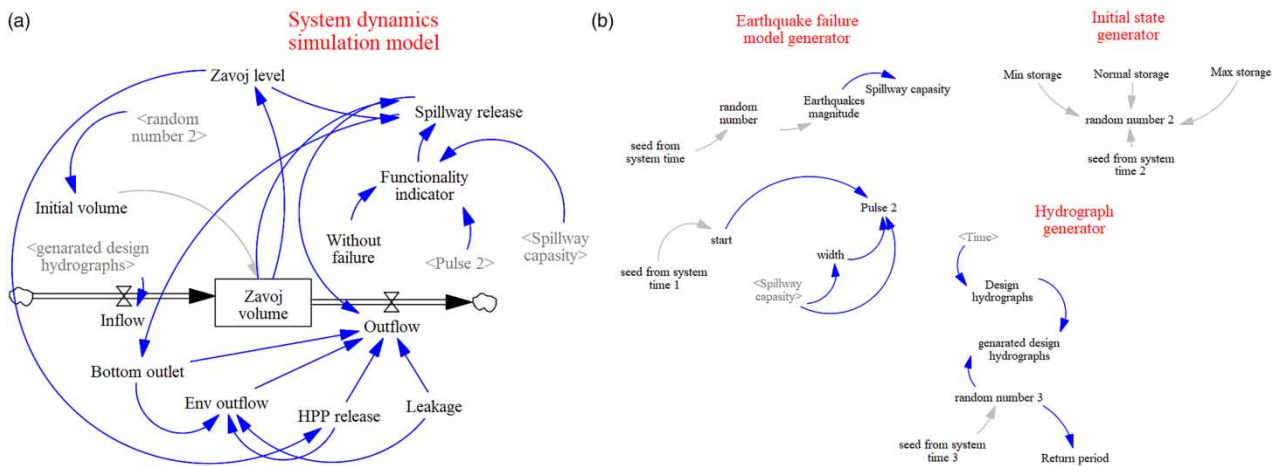 (a)
System dynamics
simulation model
Zavoj level
<random
number 2>
Spillway release
Functionality
indicator
Initial volume
<genarated design
hydrographs>
Without
failure
<Pulse 2>
<Spillway
capasity>
Zavoj
volume
Inflow
Outflow
Bottom outlet
Env outflow
HPP release
Leakage
(b)
Earthquake failure
model generator
Spillway capasity
Earthquakes
magnitude
random
number
seed from
system time
Pulse 2
start
width
seed from system
time 1
<Spillway
capasity>
Initial state
generator
Min storage
Normal storage
Max storage
random number 2
seed from system
time 2
Hydrograph
generator
<Time>
Design
hydrographs
genarated design
hydrographs
random number 3
seed from system
time 3
Return period